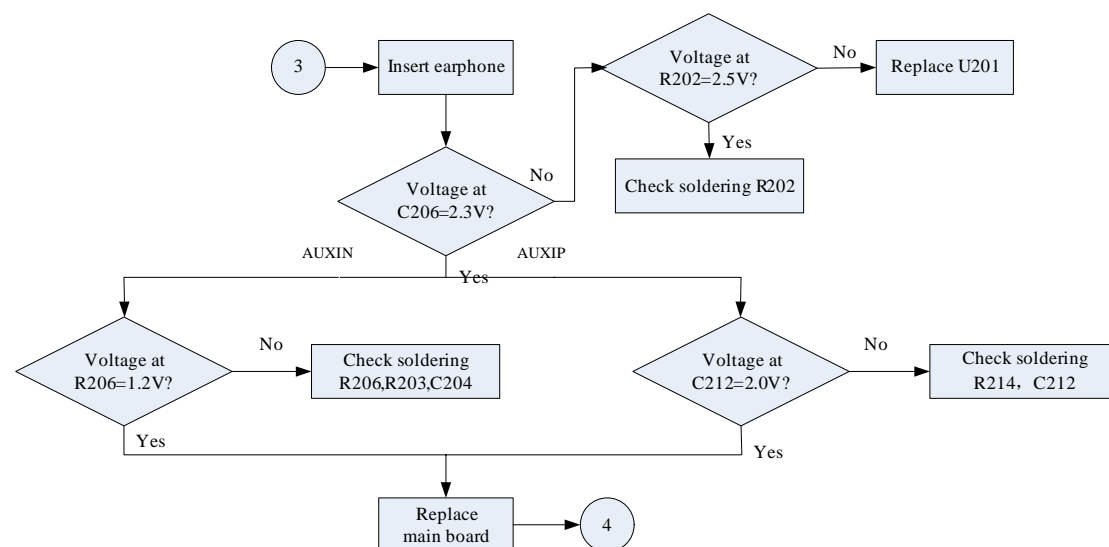 3
Insert earphone
Voltage at
R202=2.5V?
No
Replace U201
Yes
Check soldering R202
Voltage at
C206=2.3V?
No
AUXIN
AUXIP
Yes
Voltage at
R206=1.2V?
No
Check soldering
R206,R203,C204
Voltage at
C212=2.0V?
No
Check soldering
R214，C212
Yes
Yes
Replace
main board
4